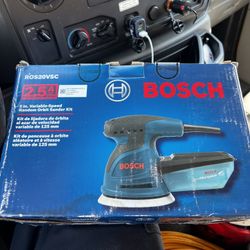 ROS20VSC
BOSCH
2.5A
5 in. Variable-Speed
Random Orbit Sander Kit
Kit de lijadora de órbita
al azar de velocidad
variable de 125 mm
Kit de ponceuse à orbite
aléatoire et à vitesse
variable de 125 mm
BOSCH